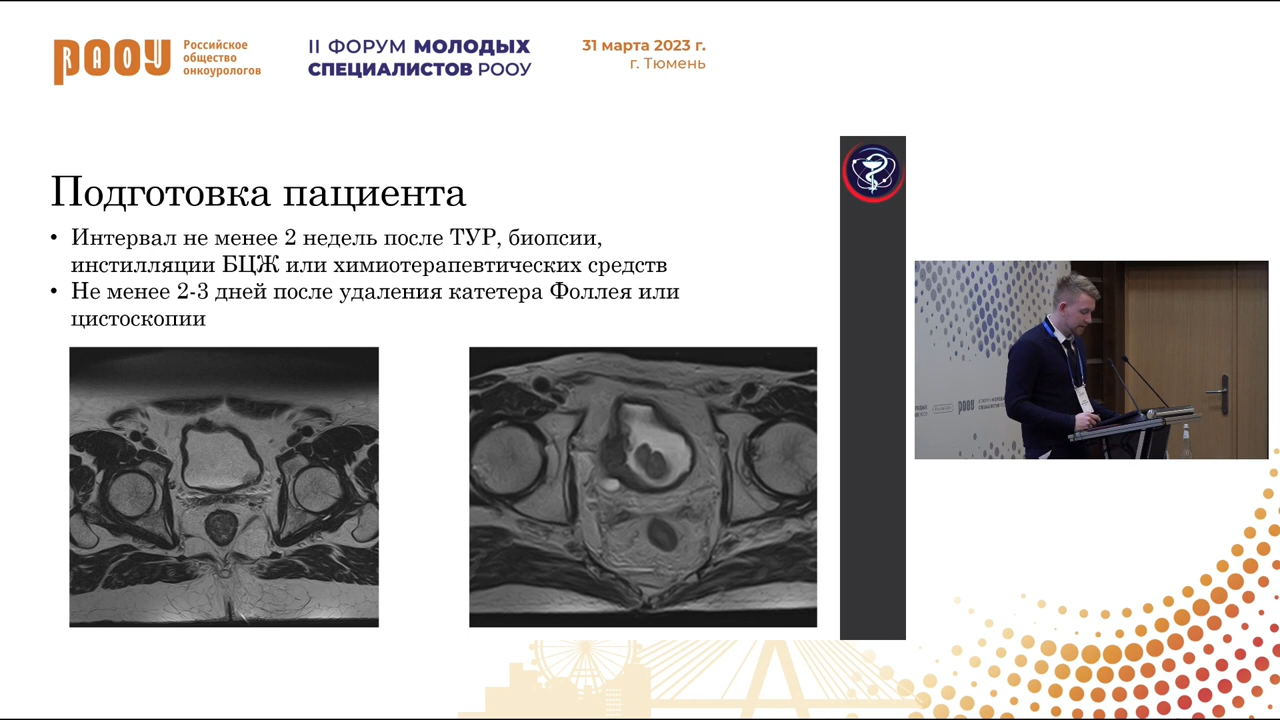 РООУ
RAOU
Российское
общество
онкоурологов
II ФОРУМ МОЛОДЫХ
СПЕЦИАЛИСТОВ РООУ
31 марта 2023 г.
г. Тюмень
Подготовка пациента
• Интервал не менее 2 недель после ТУР, биопсии,
инстилляции БЦЖ или химиотерапевтических средств
• Не менее 2-3 дней после удаления катетера Фоллея или
цистоскопии
РООУ